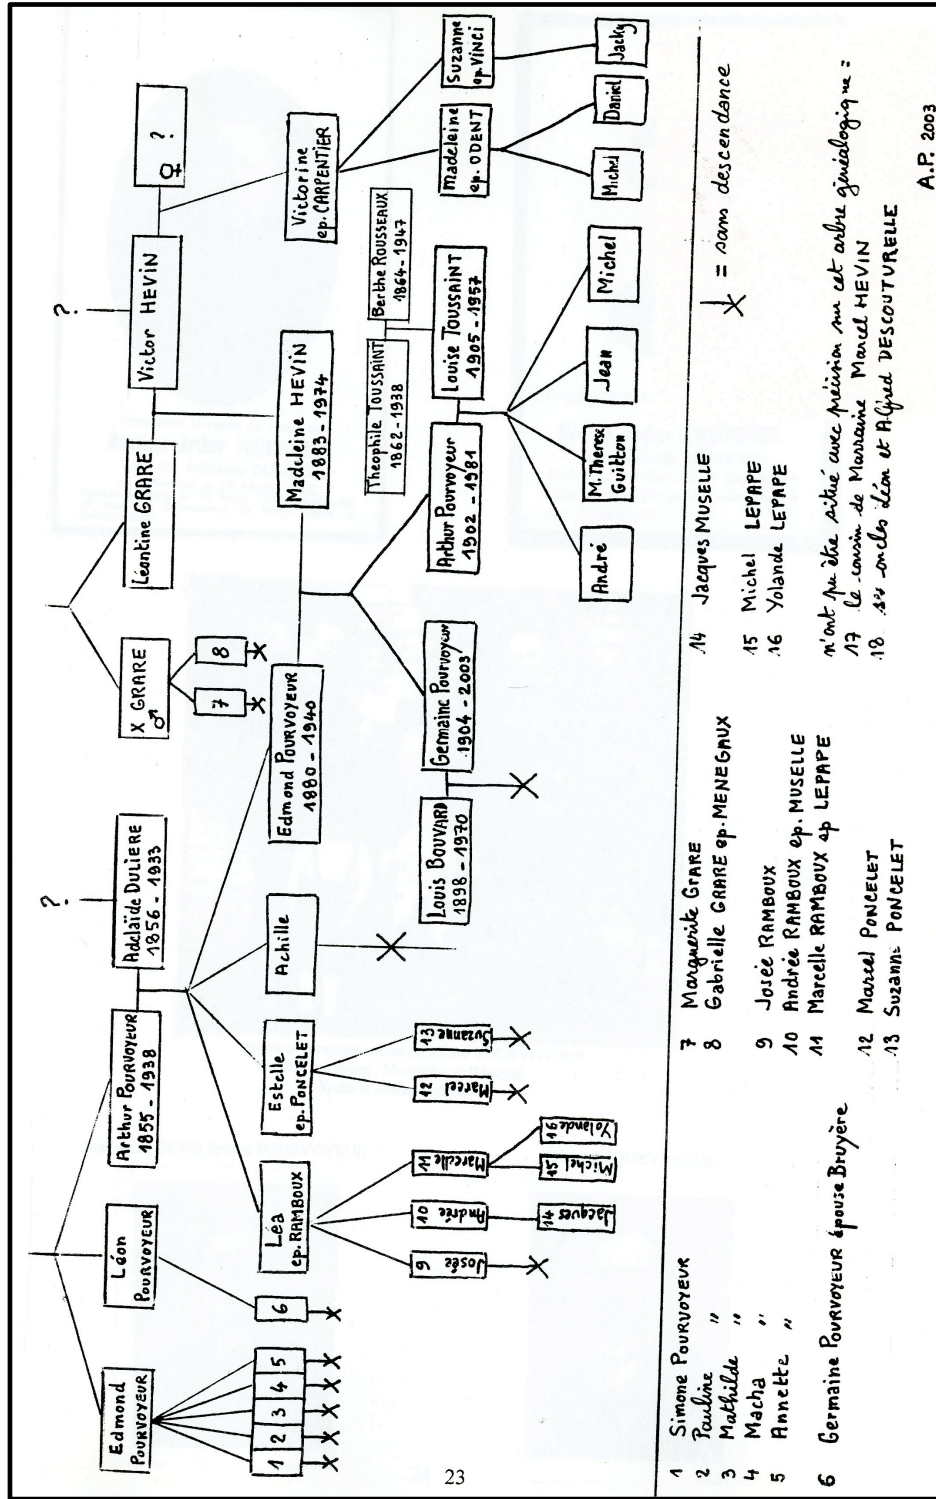 ?
?
Edmond
POURVOYEUR
Léon
POURVOYEUR
Arthur POURVOYEUR
1855 - 1938
Adélaïde DULIERE
1856 - 1933
X GRARE
♂
Léontine GRARE
Victor HEVIN
♀ ?
1
2
3
4
5
6
Lea
ep. RAMBOUX
Estelle
ep. PONCELET
Achille
Edmond POURVOYEUR
1880 - 1940
7
8
Madeleine HEVIN
1883 - 1974
Victorine
ep. CARPENTIER
Theophile TOUSSAINT
1862 - 1938
Berthe ROUSSEAUX
1864 - 1947
9
Josée
10
Andrée
11
Marcelle
12
Marcel
13
Suzanne
Louis BOUVARD
1898 - 1970
Germaine Pourvoyeur
1904 - 2003
Arthur Pourvoyeur
1902 - 1981
Louise TOUSSAINT
1905 - 1957
Madeleine
ep. ODENT
Suzanne
ep. VINCI
14
Jacques
15
Michel
16
Yolande
André
M. Therese
Guitton
Jean
Michel
Michel
Daniel
Jacky
1 Simone POURVOYEUR
2 Pauline "
3 Mathilde "
4 Macha "
5 Annette "
6 Germaine POURVOYEUR épouse Bruyère
7 Marguerite GRARE
8 Gabrielle GRARE ep. MENEGAUX
9 Josée RAMBOUX
10 Andrée RAMBOUX ep. MUSELLE
11 Marcelle RAMBOUX ep LEPAPE
12 Marcel PONCELET
13 Suzanne PONCELET
14 Jacques MUSELLE
15 Michel LEPAPE
16 Yolande LEPAPE
= sans descendance
n'ont pu être situé avec précision sur cet arbre généalogique :
17 le cousin de Marraine Marcel HEVIN
18 ses oncles Léon et Alfred DESCOUTURELLE
A.P. 2003
23